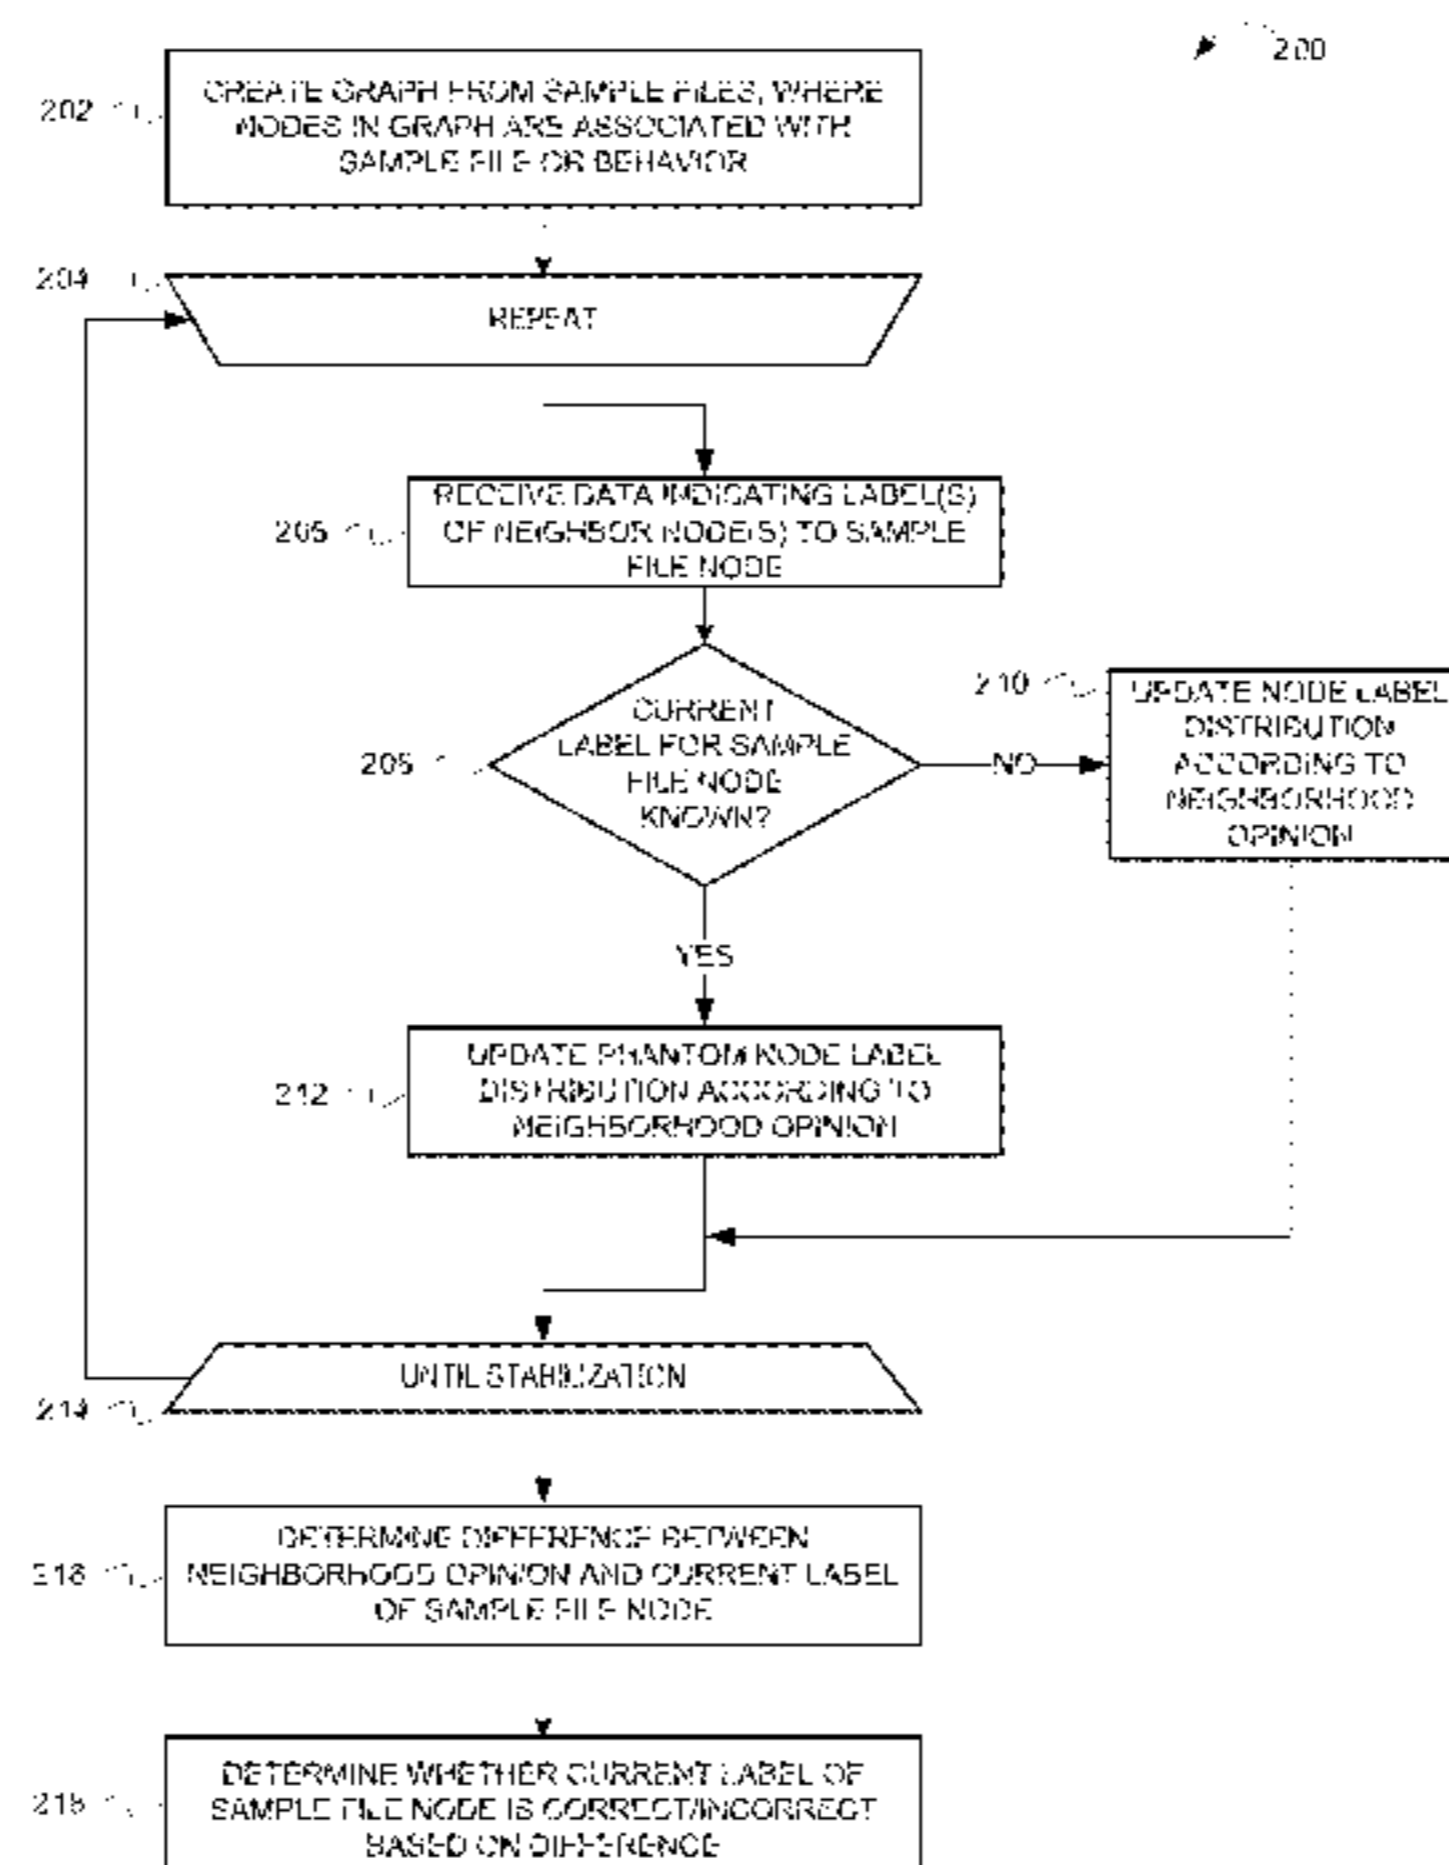 200
202
CREATE GRAPH FROM SAMPLE FILES, WHERE
NODES IN GRAPH ARE ASSOCIATED WITH
SAMPLE FILE OR BEHAVIOR
204
REPEAT
RECEIVE DATA INDICATING LABEL(S)
OF NEIGHBOR NODE(S) TO SAMPLE
FILE NODE
210
UPDATE NODE LABEL
DISTRIBUTION
ACCORDING TO
NEIGHBORHOOD
OPINION
CURRENT
LABEL FOR SAMPLE
FILE NODE
KNOWN?
NO
YES
212
UPDATE PHANTOM NODE LABEL
DISTRIBUTION ACCORDING TO
NEIGHBORHOOD OPINION
UNTIL STABILIZATION
214
DETERMINE DIFFERENCE BETWEEN
NEIGHBORHOOD OPINION AND CURRENT LABEL
OF SAMPLE FILE NODE
DETERMINE WHETHER CURRENT LABEL OF
SAMPLE FILE NODE IS CORRECT/INCORRECT
BASED ON DIFFERENCE